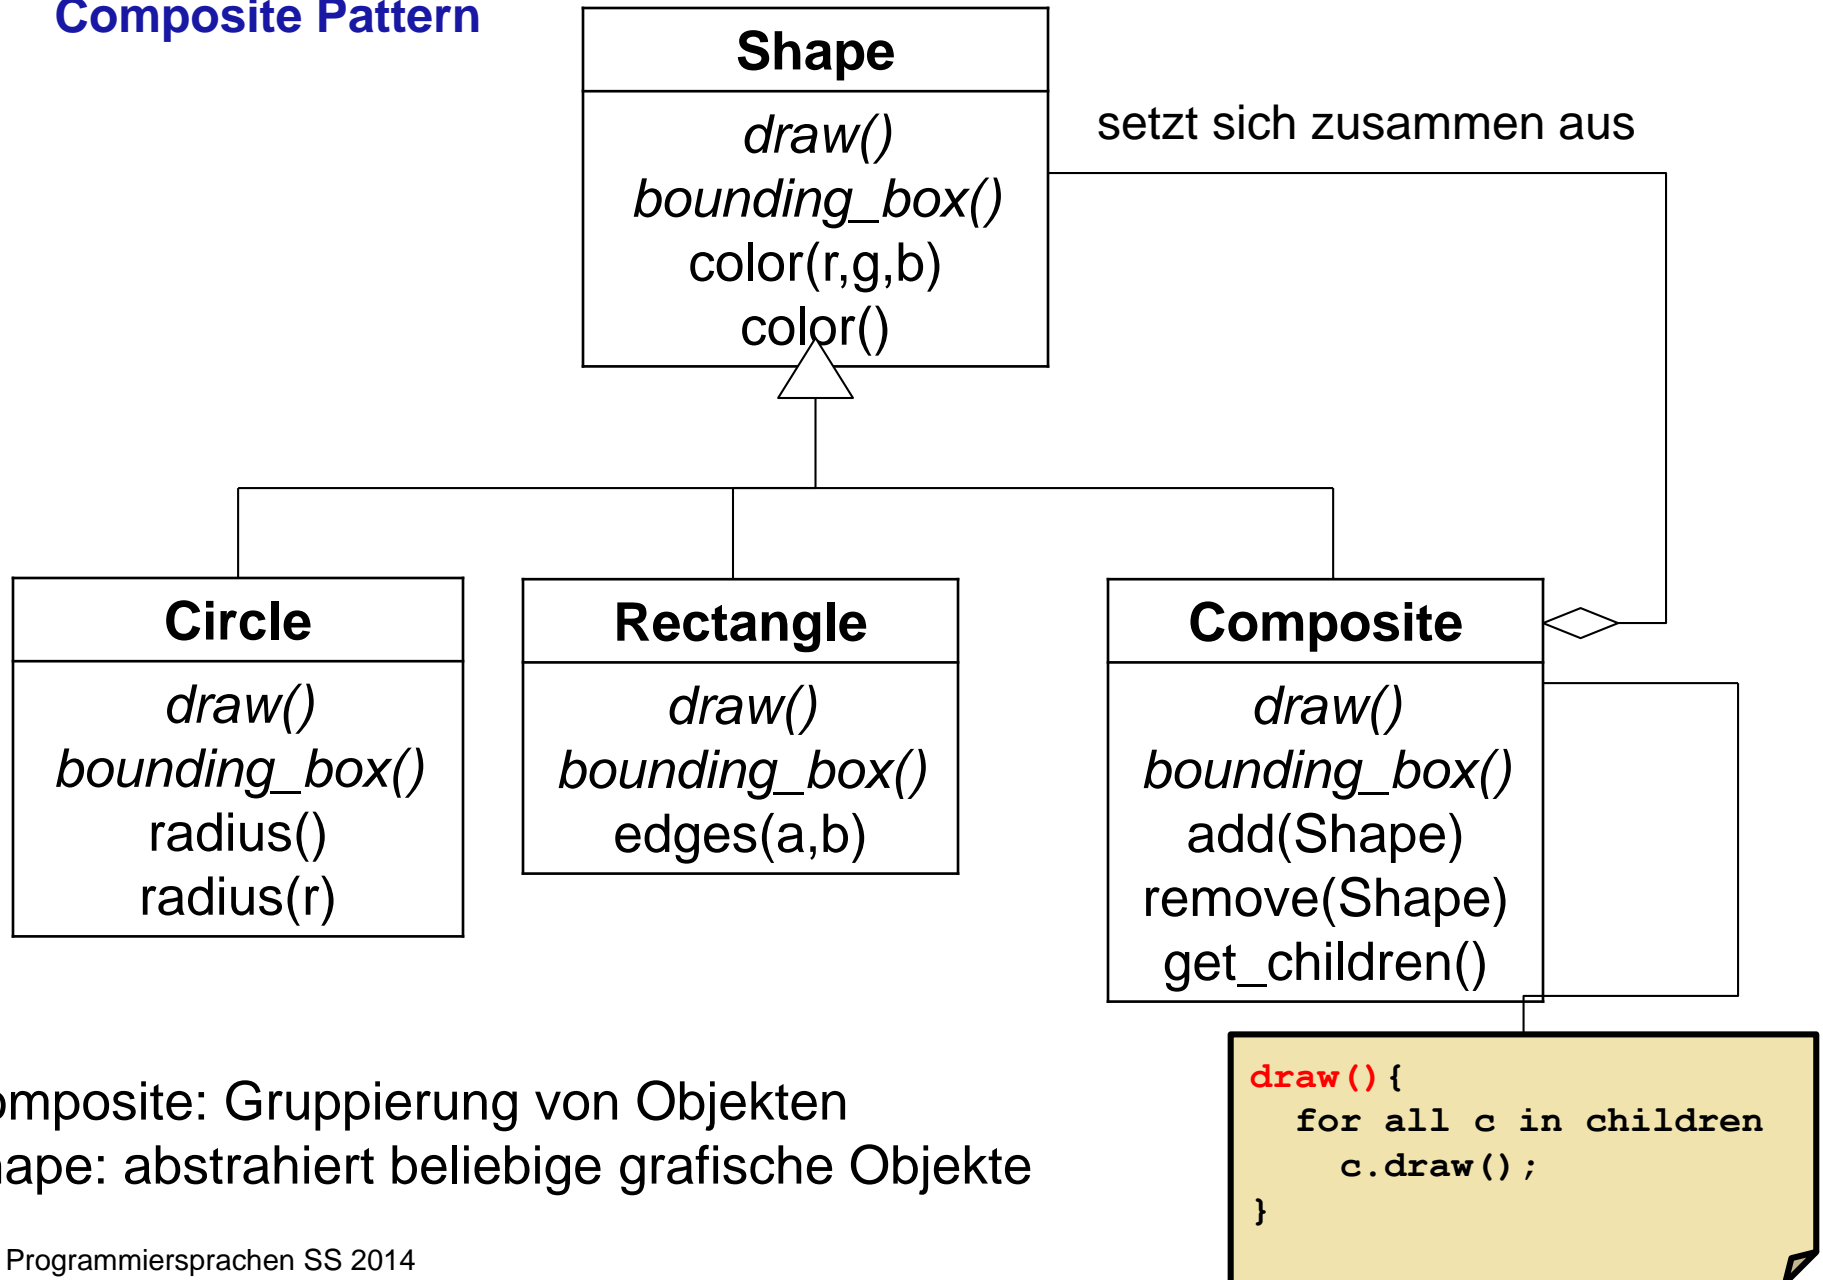 Composite Pattern
Shape
draw()
bounding_box()
color(r,g,b)
color()
setzt sich zusammen aus
Circle
draw()
bounding_box()
radius()
radius(r)
Rectangle
draw()
bounding_box()
edges(a,b)
Composite
draw()
bounding_box()
add(Shape)
remove(Shape)
get_children()
omposite: Gruppierung von Objekten
hape: abstrahiert beliebige grafische Objekte
draw(){
for all c in children
c.draw();
}
Programmiersprachen SS 2014